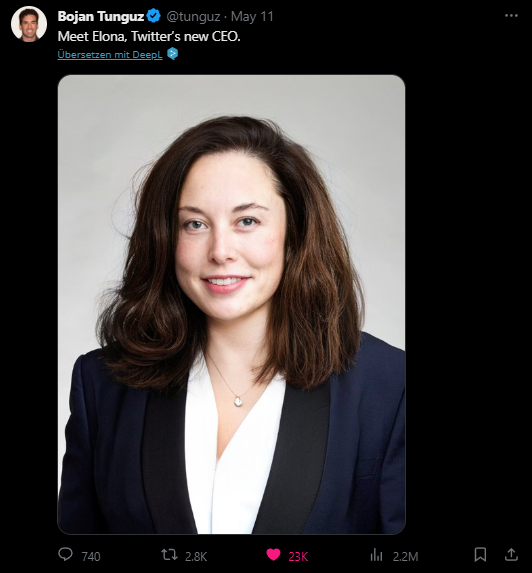 Bojan Tunguz @tunguz · May 11
Meet Elona, Twitter’s new CEO.
Übersetzen mit DeepL
740 2.8K 23K 2.2M